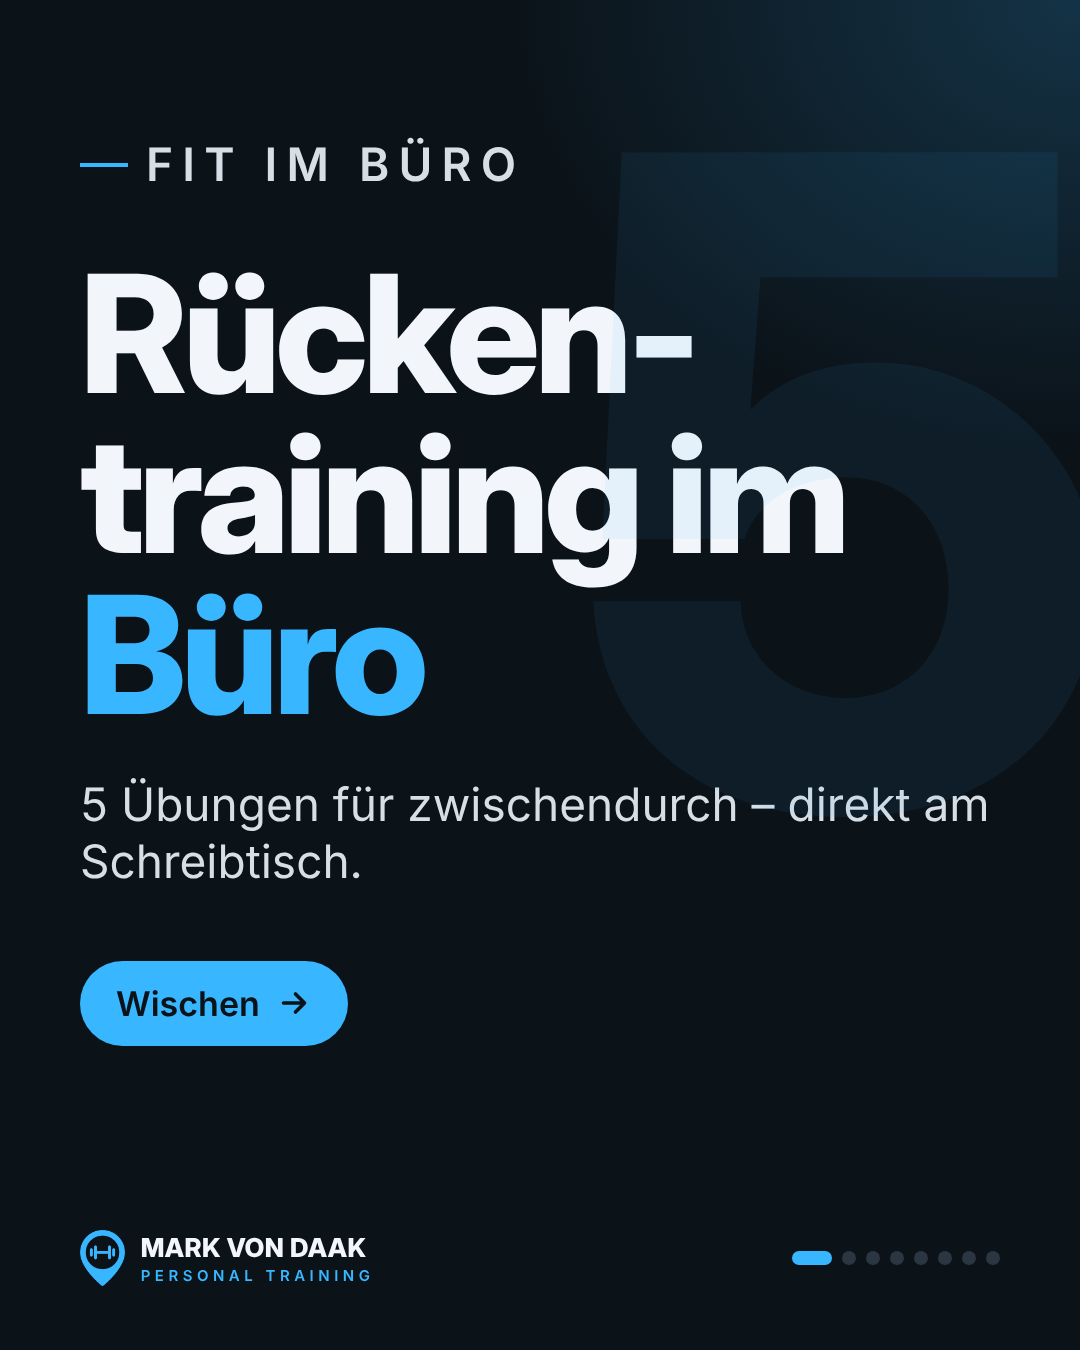 FIT IM BÜRO
5
Rücken-
training im
Büro
5 Übungen für zwischendurch – direkt am
Schreibtisch.
Wischen →
MARK VON DAAK
PERSONAL TRAINING